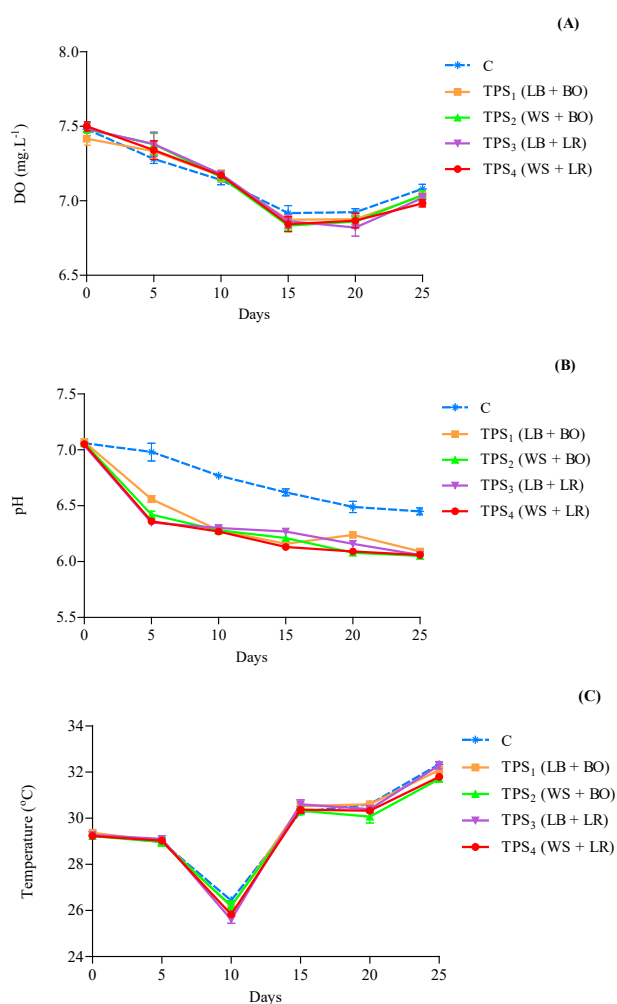 (A)
C
TPS₁ (LB + BO)
TPS₂ (WS + BO)
TPS₃ (LB + LR)
TPS₄ (WS + LR)
DO (mg.L⁻¹)
8.0
7.5
7.0
6.5
0 5 10 15 20 25
Days
(B)
C
TPS₁ (LB + BO)
TPS₂ (WS + BO)
TPS₃ (LB + LR)
TPS₄ (WS + LR)
pH
7.5
7.0
6.5
6.0
5.5
0 5 10 15 20 25
Days
(C)
C
TPS₁ (LB + BO)
TPS₂ (WS + BO)
TPS₃ (LB + LR)
TPS₄ (WS + LR)
Temperature (°C)
34
32
30
28
26
24
0 5 10 15 20 25
Days